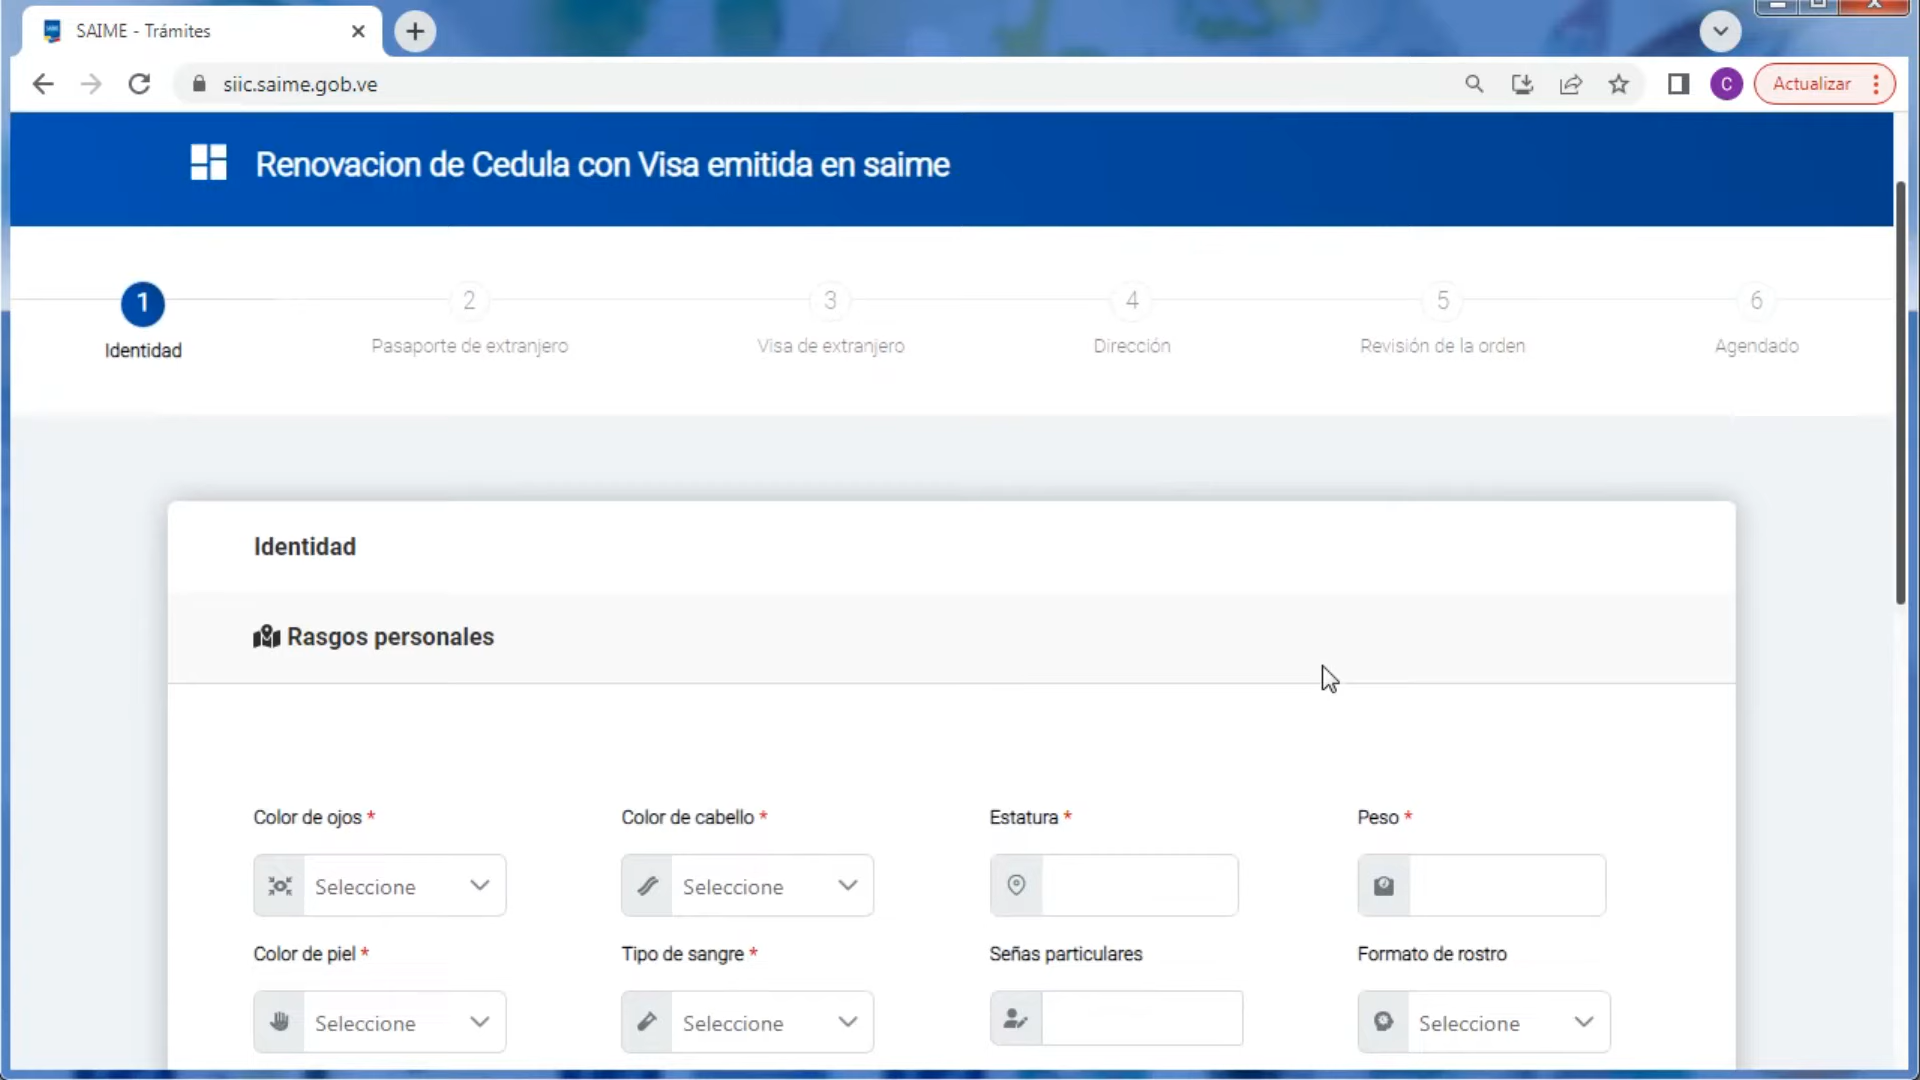 SAIME - Trámites
siic.saime.gob.ve
C
Actualizar
Renovacion de Cedula con Visa emitida en saime
1 2 3 4 5 6
Identidad Pasaporte de extranjero Visa de extranjero Dirección Revisión de la orden Agendado
Identidad
Rasgos personales
Color de ojos * Color de cabello * Estatura * Peso *
Seleccione Seleccione
Color de piel * Tipo de sangre * Señas particulares Formato de rostro
Seleccione Seleccione Seleccione